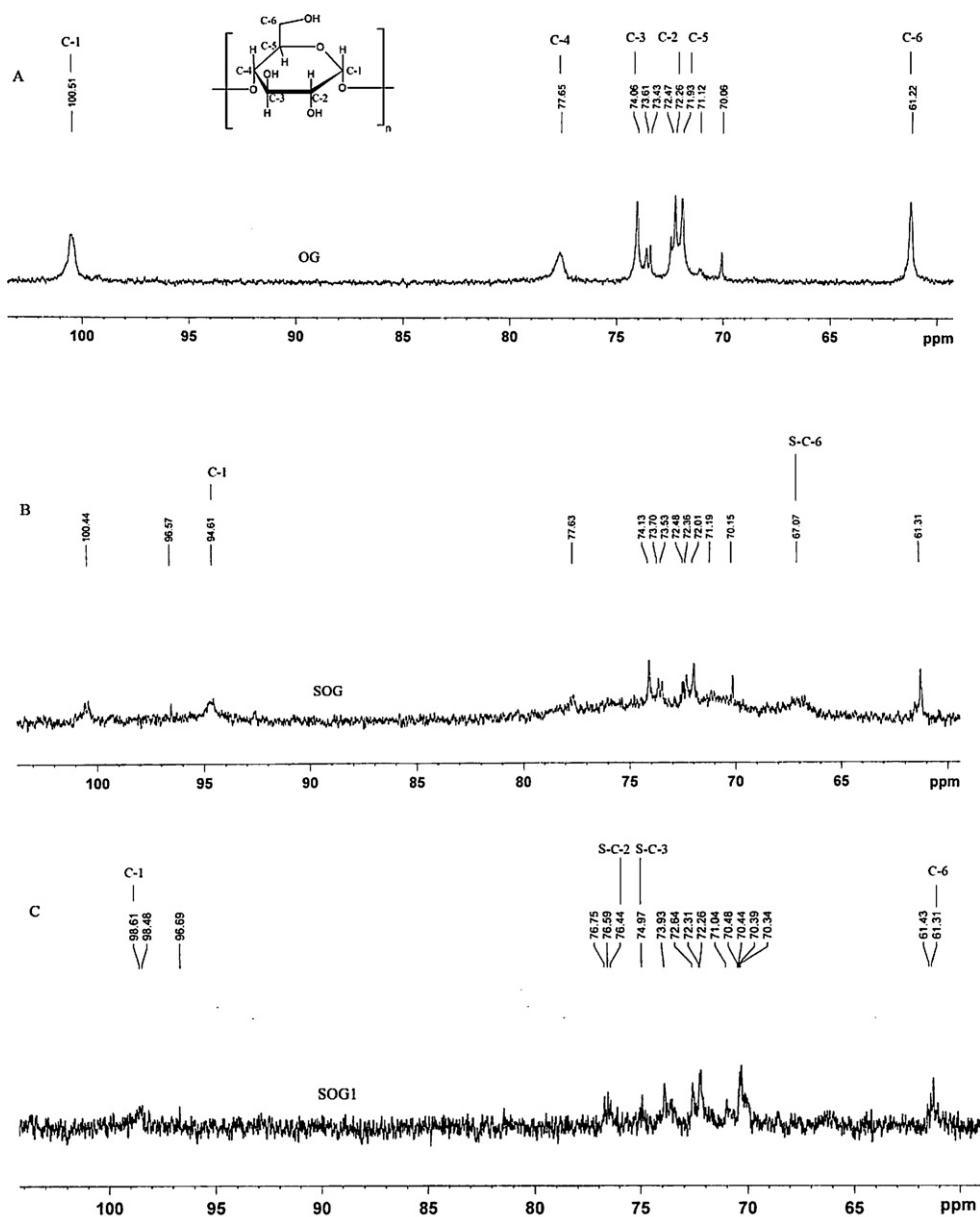 C-1 C-4 C-3 C-2 C-5 C-6
A
100.51 77.65 74.06 73.61 73.43 72.47 72.26 71.93 71.12 70.06 61.22
C-6 OH
C-5
H O H
C-4 H
OH C-1
O C-3 H C-2 O
H OH
n
OG
100 95 90 85 80 75 70 65 ppm
S-C-6
C-1
B
100.44 96.57 94.61 77.63 74.13 73.70 73.53 72.48 72.36 72.01 71.19 70.15 67.07 61.31
SOG
100 95 90 85 80 75 70 65 ppm
S-C-2 S-C-3
C-1 C-6
C
98.61 98.48 96.69 76.75 76.59 76.44 74.97 73.93 72.64 72.31 72.26 71.04 70.48 70.44 70.39 70.34 61.43 61.31
SOG1
100 95 90 85 80 75 70 65 ppm